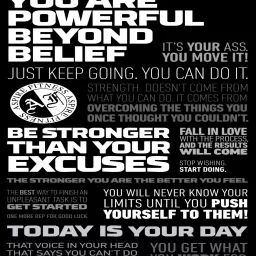 YOU ARE
POWERFUL
BEYOND
BELIEF
IT'S YOUR ASS.
YOU MOVE IT!
JUST KEEP GOING. YOU CAN DO IT.
STRENGTH DOESN'T COME FROM
WHAT YOU CAN DO. IT COMES FROM
OVERCOMING THE THINGS YOU
ONCE THOUGHT YOU COULDN'T.
BE STRONGER
THAN YOUR
EXCUSES
FALL IN LOVE
WITH THE PROCESS,
AND THE RESULTS
WILL COME
STOP WISHING.
START DOING.
THE STRONGER YOU ARE THE BETTER YOU FEEL
THE BEST WAY TO FINISH AN
UNPLEASANT TASK IS TO
GET STARTED
ONE MORE REP FOR GOOD LUCK
YOU WILL NEVER KNOW YOUR
LIMITS UNTIL YOU PUSH
YOURSELF TO THEM!
TODAY IS YOUR DAY
THAT VOICE IN YOUR HEAD
THAT SAYS YOU CAN'T DO
YOU GET WHAT
YOU WORK FOR